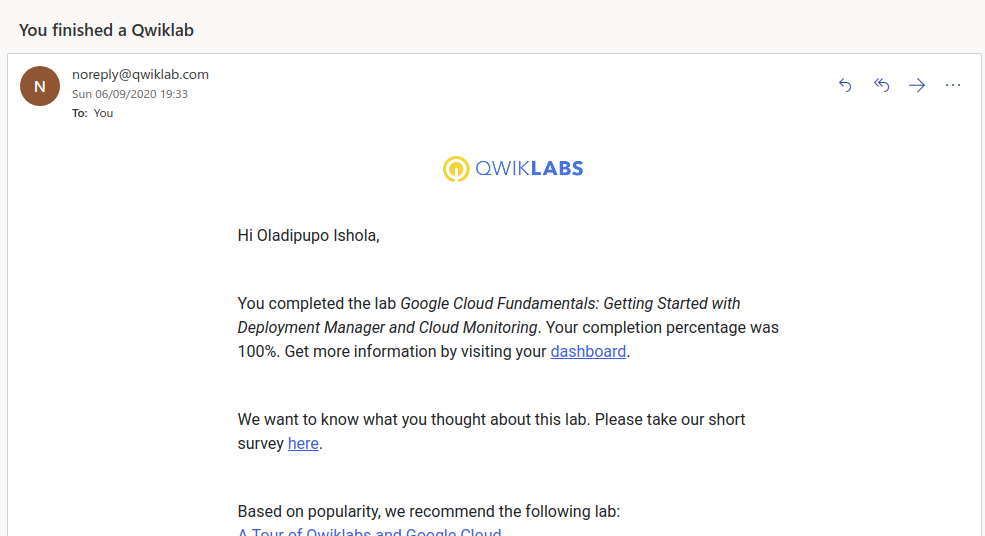 You finished a Qwiklab
N
noreply@qwiklab.com
Sun 06/09/2020 19:33
To: You
QWIKLABS
Hi Oladipupo Ishola,
You completed the lab Google Cloud Fundamentals: Getting Started with
Deployment Manager and Cloud Monitoring. Your completion percentage was
100%. Get more information by visiting your dashboard.
We want to know what you thought about this lab. Please take our short
survey here.
Based on popularity, we recommend the following lab:
A Tour of Qwiklabs and Google Cloud